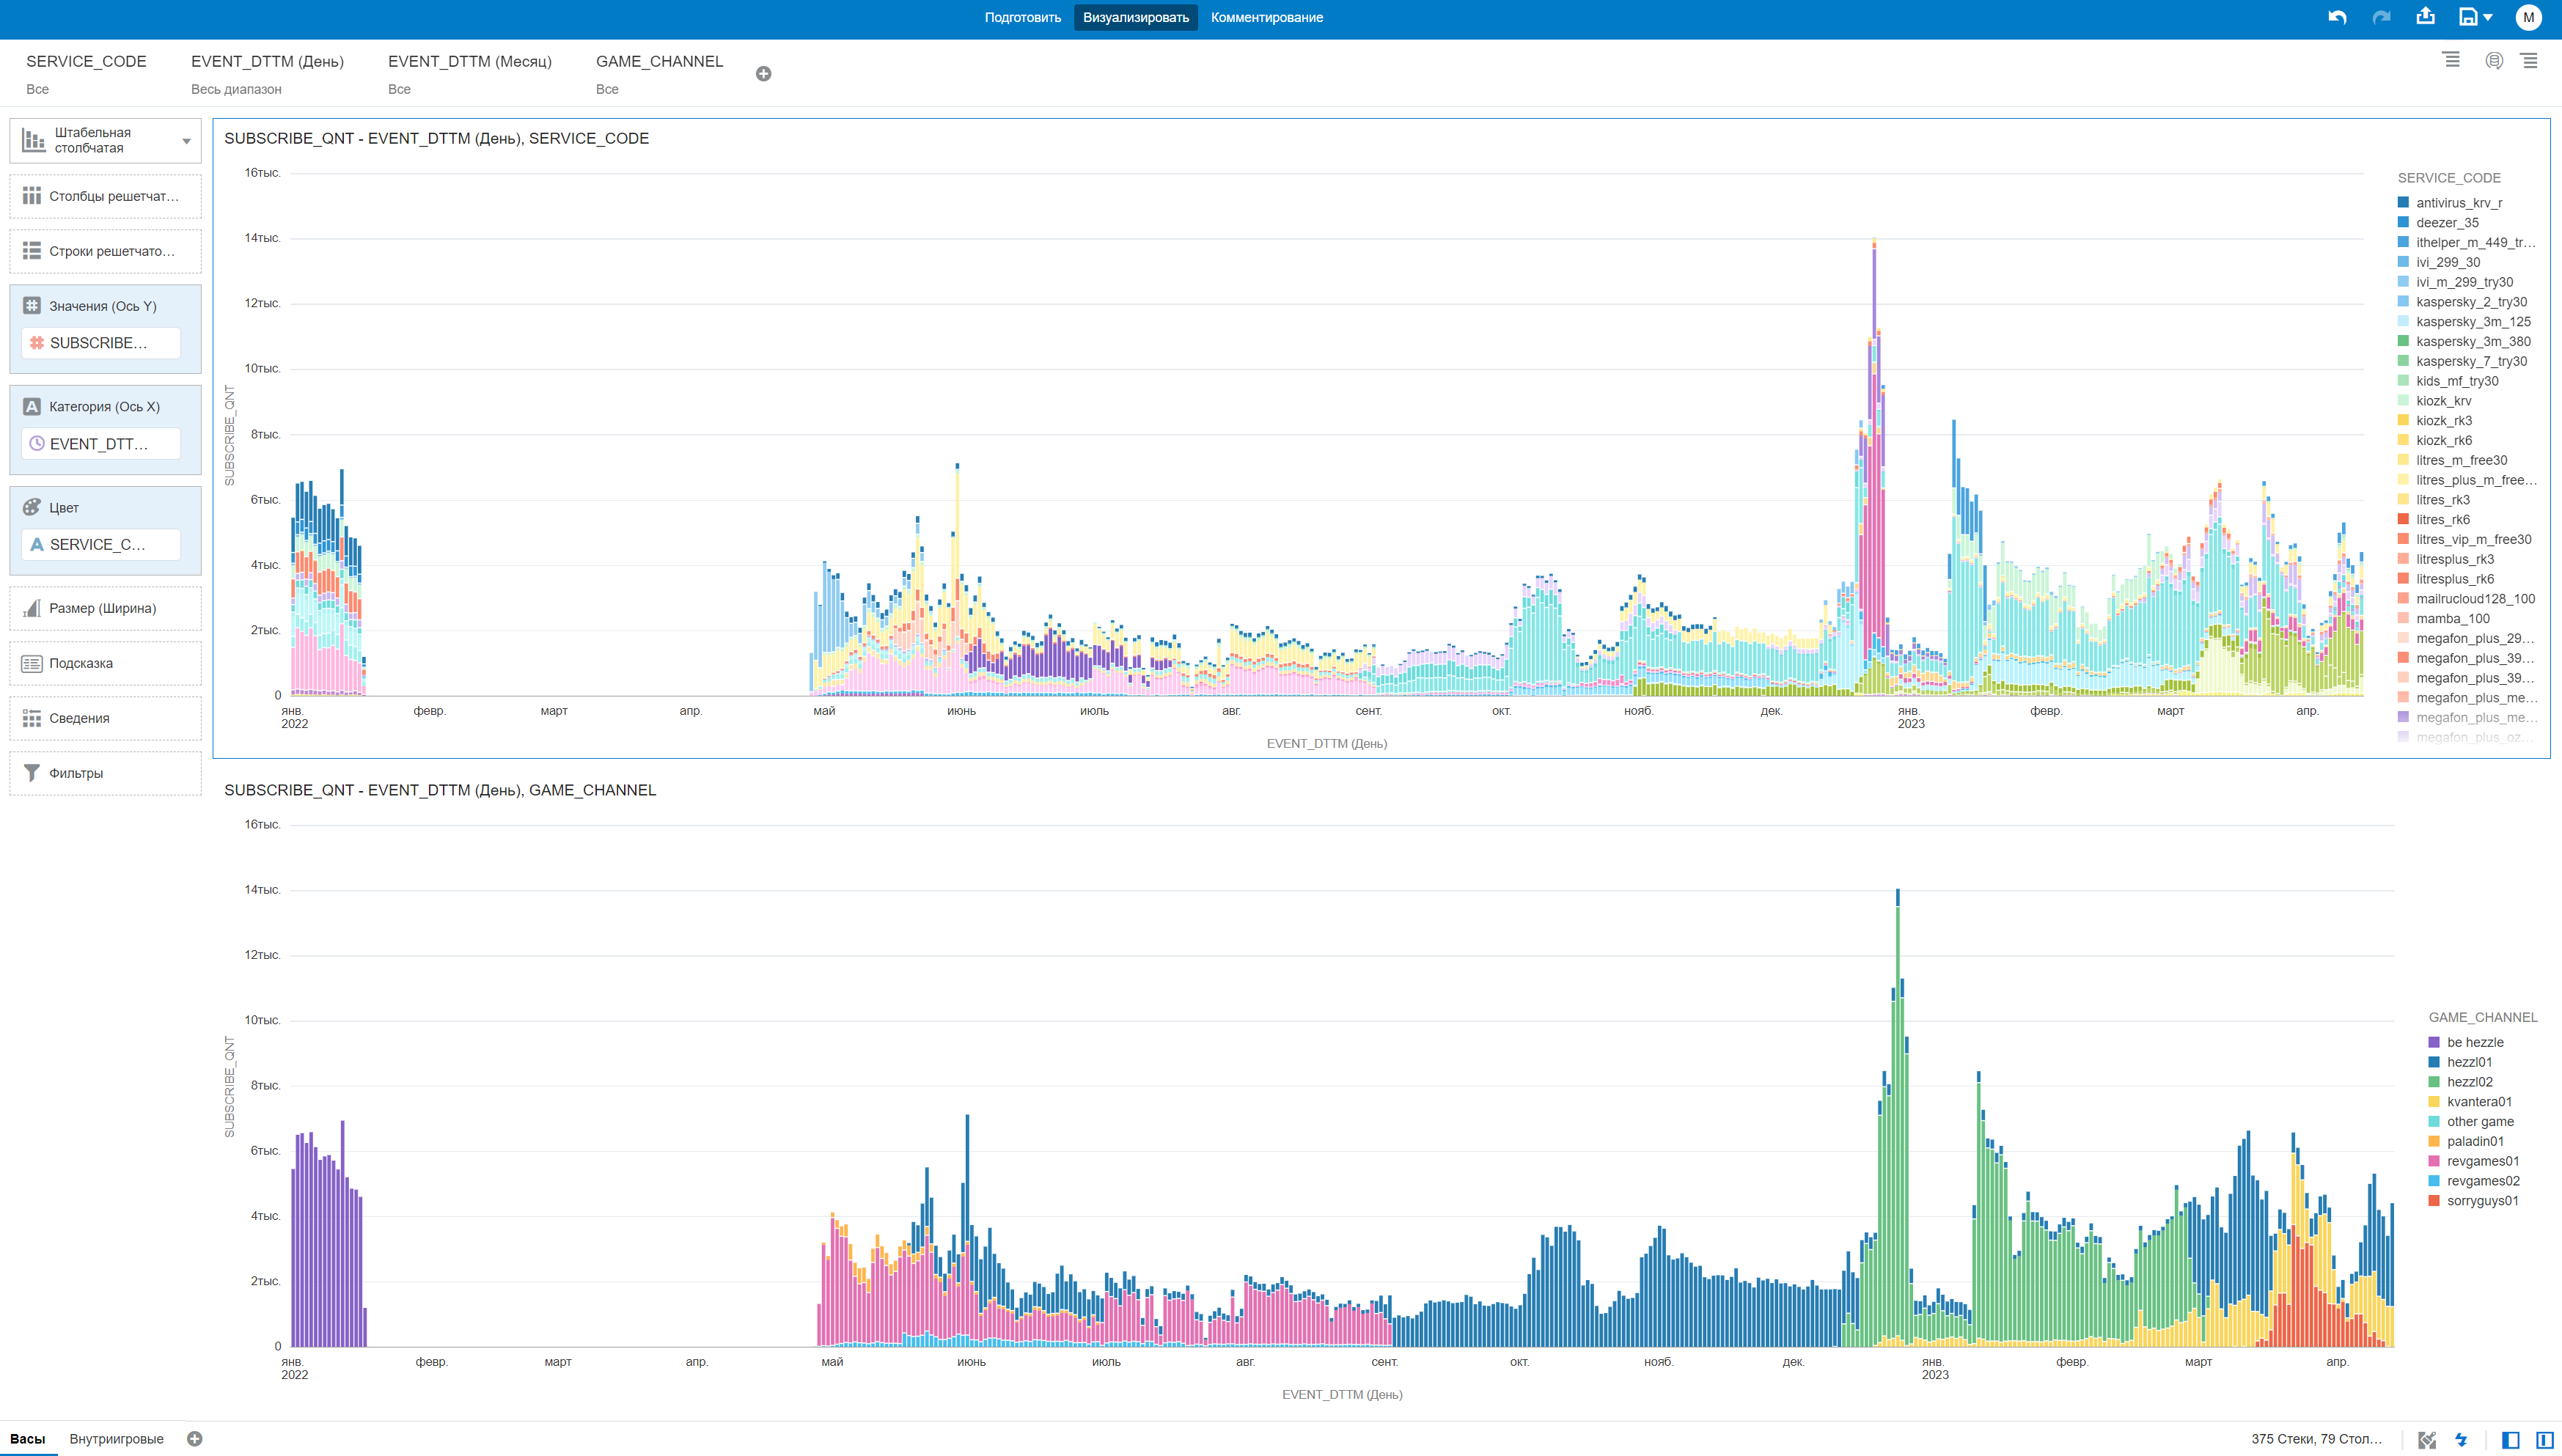 Подготовить
Визуализировать
Комментирование
M
SERVICE_CODE
Все
EVENT_DTTM (День)
Весь диапазон
EVENT_DTTM (Месяц)
Все
GAME_CHANNEL
Все
Штабельная
столбчатая
Столбцы решетчат...
Строки решетчато...
Значения (Ось Y)
SUBSCRIBE...
Категория (Ось X)
EVENT_DTT...
Цвет
SERVICE_C...
Размер (Ширина)
Подсказка
Сведения
Фильтры
SUBSCRIBE_QNT - EVENT_DTTM (День), SERVICE_CODE
SUBSCRIBE_QNT
16тыс.
14тыс.
12тыс.
10тыс.
8тыс.
6тыс.
4тыс.
2тыс.
0
янв.
2022
февр.
март
апр.
май
июнь
июль
авг.
сент.
окт.
нояб.
дек.
янв.
2023
февр.
март
апр.
EVENT_DTTM (День)
SERVICE_CODE
antivirus_krv_r
deezer_35
ithelper_m_449_tr...
ivi_299_30
ivi_m_299_try30
kaspersky_2_try30
kaspersky_3m_125
kaspersky_3m_380
kaspersky_7_try30
kids_mf_try30
kiozk_krv
kiozk_rk3
kiozk_rk6
litres_m_free30
litres_plus_m_free...
litres_rk3
litres_rk6
litres_vip_m_free30
litresplus_rk3
litresplus_rk6
mailrucloud128_100
mamba_100
megafon_plus_29...
megafon_plus_39...
megafon_plus_39...
megafon_plus_me...
megafon_plus_me...
megafon_plus_oz...
SUBSCRIBE_QNT - EVENT_DTTM (День), GAME_CHANNEL
SUBSCRIBE_QNT
16тыс.
14тыс.
12тыс.
10тыс.
8тыс.
6тыс.
4тыс.
2тыс.
0
янв.
2022
февр.
март
апр.
май
июнь
июль
авг.
сент.
окт.
нояб.
дек.
янв.
2023
февр.
март
апр.
EVENT_DTTM (День)
GAME_CHANNEL
be hezzle
hezzl01
hezzl02
kvantera01
other game
paladin01
revgames01
revgames02
sorryguys01
Васы
Внутриигровые
375 Стеки, 79 Стол...